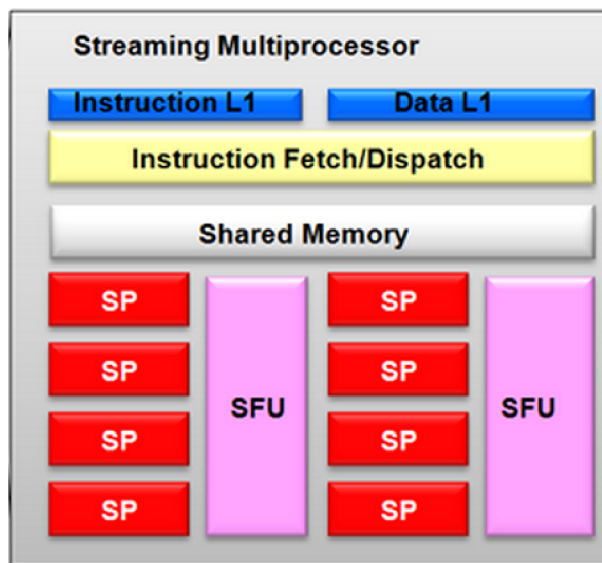 Streaming Multiprocessor
Instruction L1 Data L1
Instruction Fetch/Dispatch
Shared Memory
SP SP
SP SP
SFU SFU
SP SP
SP SP